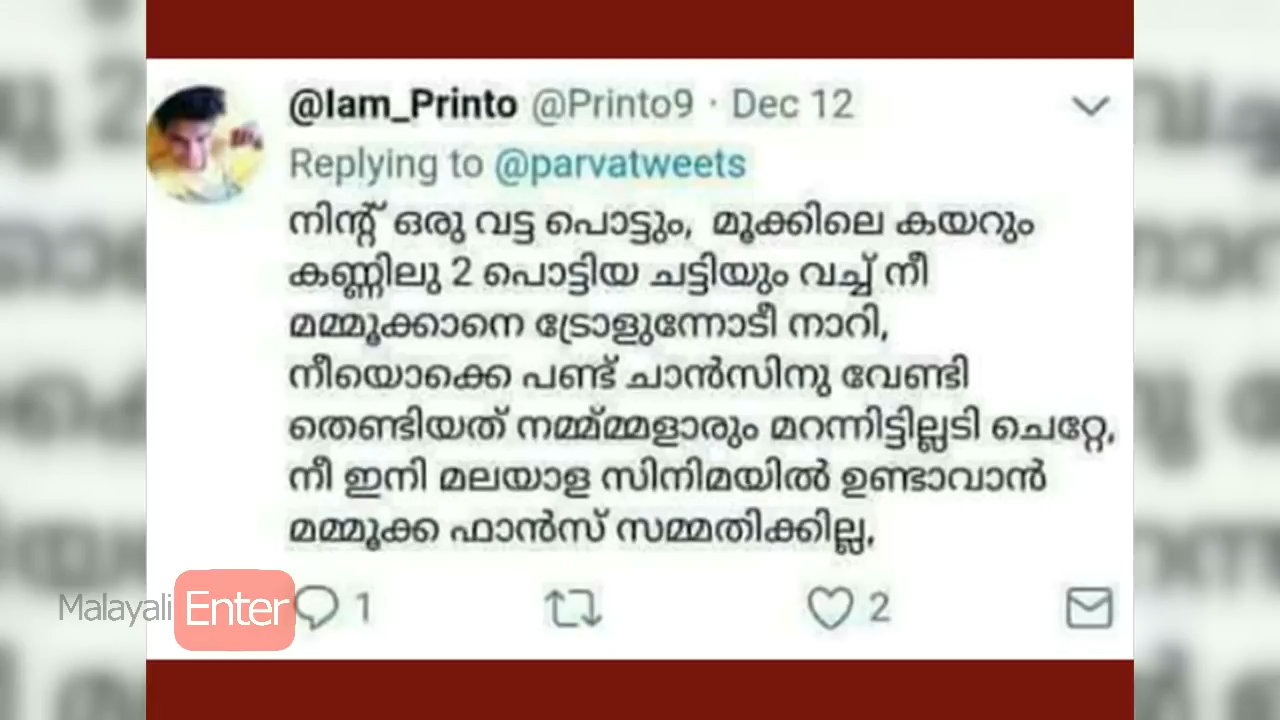 @Iam_Printo @Printo9 · Dec 12
Replying to @parvatweets
നിന്റ് ഒരു വട്ട പൊട്ടും, മൂക്കിലെ കയറും
കണ്ണിലു 2 പൊട്ടിയ ചട്ടിയും വച്ച് നീ
മമ്മൂക്കാനെ ട്രോളുന്നോടീ നാറി,
നീയൊക്കെ പണ്ട് ചാൻസിനു വേണ്ടി
തെണ്ടിയത് നമ്മ്മ്മളാരും മറന്നിട്ടില്ലടി ചെറ്റേ,
നീ ഇനി മലയാള സിനിമയിൽ ഉണ്ടാവാൻ
മമ്മൂക്ക ഫാൻസ് സമ്മതിക്കില്ല,
1 2
Malayali Enter